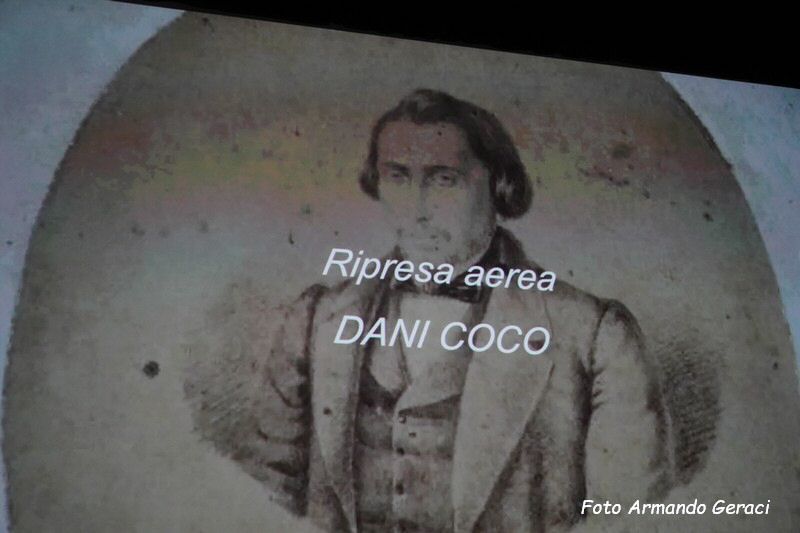 Ripresa aerea
DANI COCO
Foto Armando Geraci